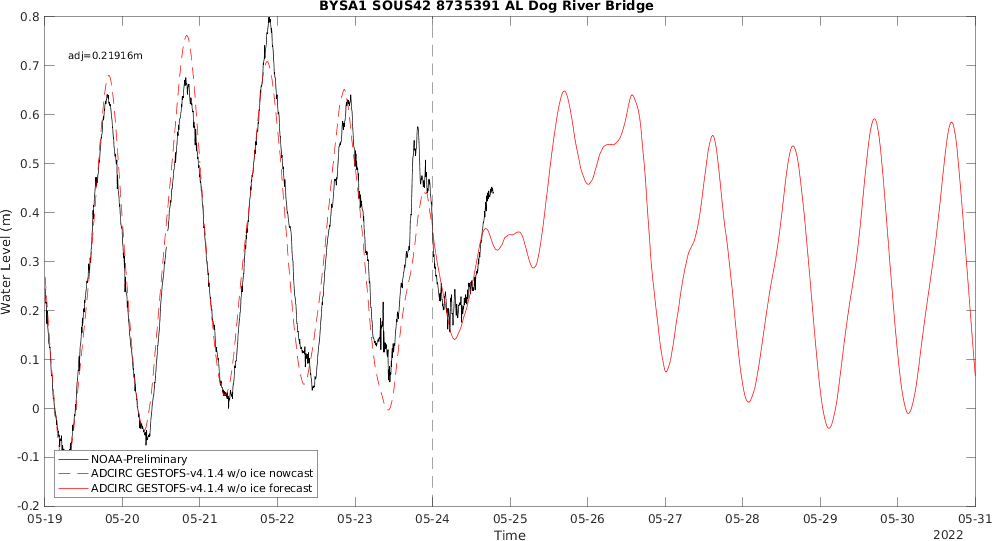 BYSA1 SOUS42 8735391 AL Dog River Bridge
adj=0.21916m
Water Level (m)
0.8
0.7
0.6
0.5
0.4
0.3
0.2
0.1
0
-0.1
-0.2
NOAA-Preliminary
ADCIRC GESTOFS-v4.1.4 w/o ice nowcast
ADCIRC GESTOFS-v4.1.4 w/o ice forecast
05-19 05-20 05-21 05-22 05-23 05-24 05-25 05-26 05-27 05-28 05-29 05-30 05-31
Time
2022